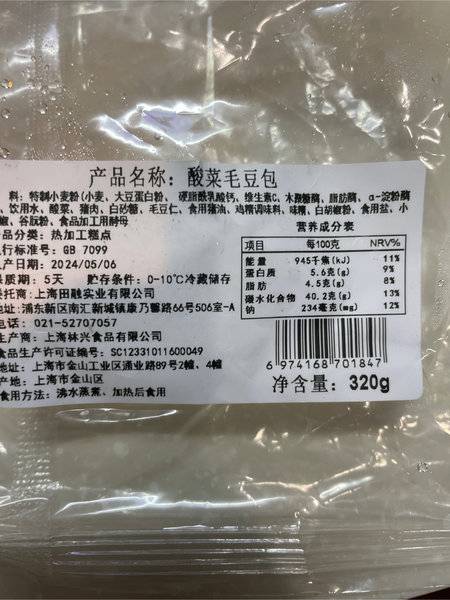 产品名称：酸菜毛豆包
料：特制小麦粉(小麦、大豆蛋白粉、硬脂酰乳酸钙、维生素C、木聚糖酶、脂肪酶、α-淀粉酶
、饮用水、酸菜、猪肉、白砂糖、毛豆仁、食用猪油、鸡精调味料、味精、白胡椒粉、食用盐、小
椒、谷朊粉、食品加工用酵母
品分类：热加工糕点
行标准号：GB 7099
产日期：2024/05/06
质期：5天 贮存条件：0-10℃冷藏储存
托商：上海田融实业有限公司
址：浦东新区南汇新城镇康乃馨路66号506室-A
电话：021-52707057
生产商：上海林兴食品有限公司
食品生产许可证编号：SC12331011600049
地址：上海市金山工业区通业路89号2幢、4幢
产地：上海市金山区
食用方法：沸水蒸熏、加热后食用
营养成分表
项目 每100克 NRV%
能量 945千焦(kJ) 11%
蛋白质 5.6克(g) 9%
脂肪 4.5克(g) 8%
碳水化合物 40.2克(g) 13%
钠 234毫克(mg) 12%
6 974168 701847
净含量：320g